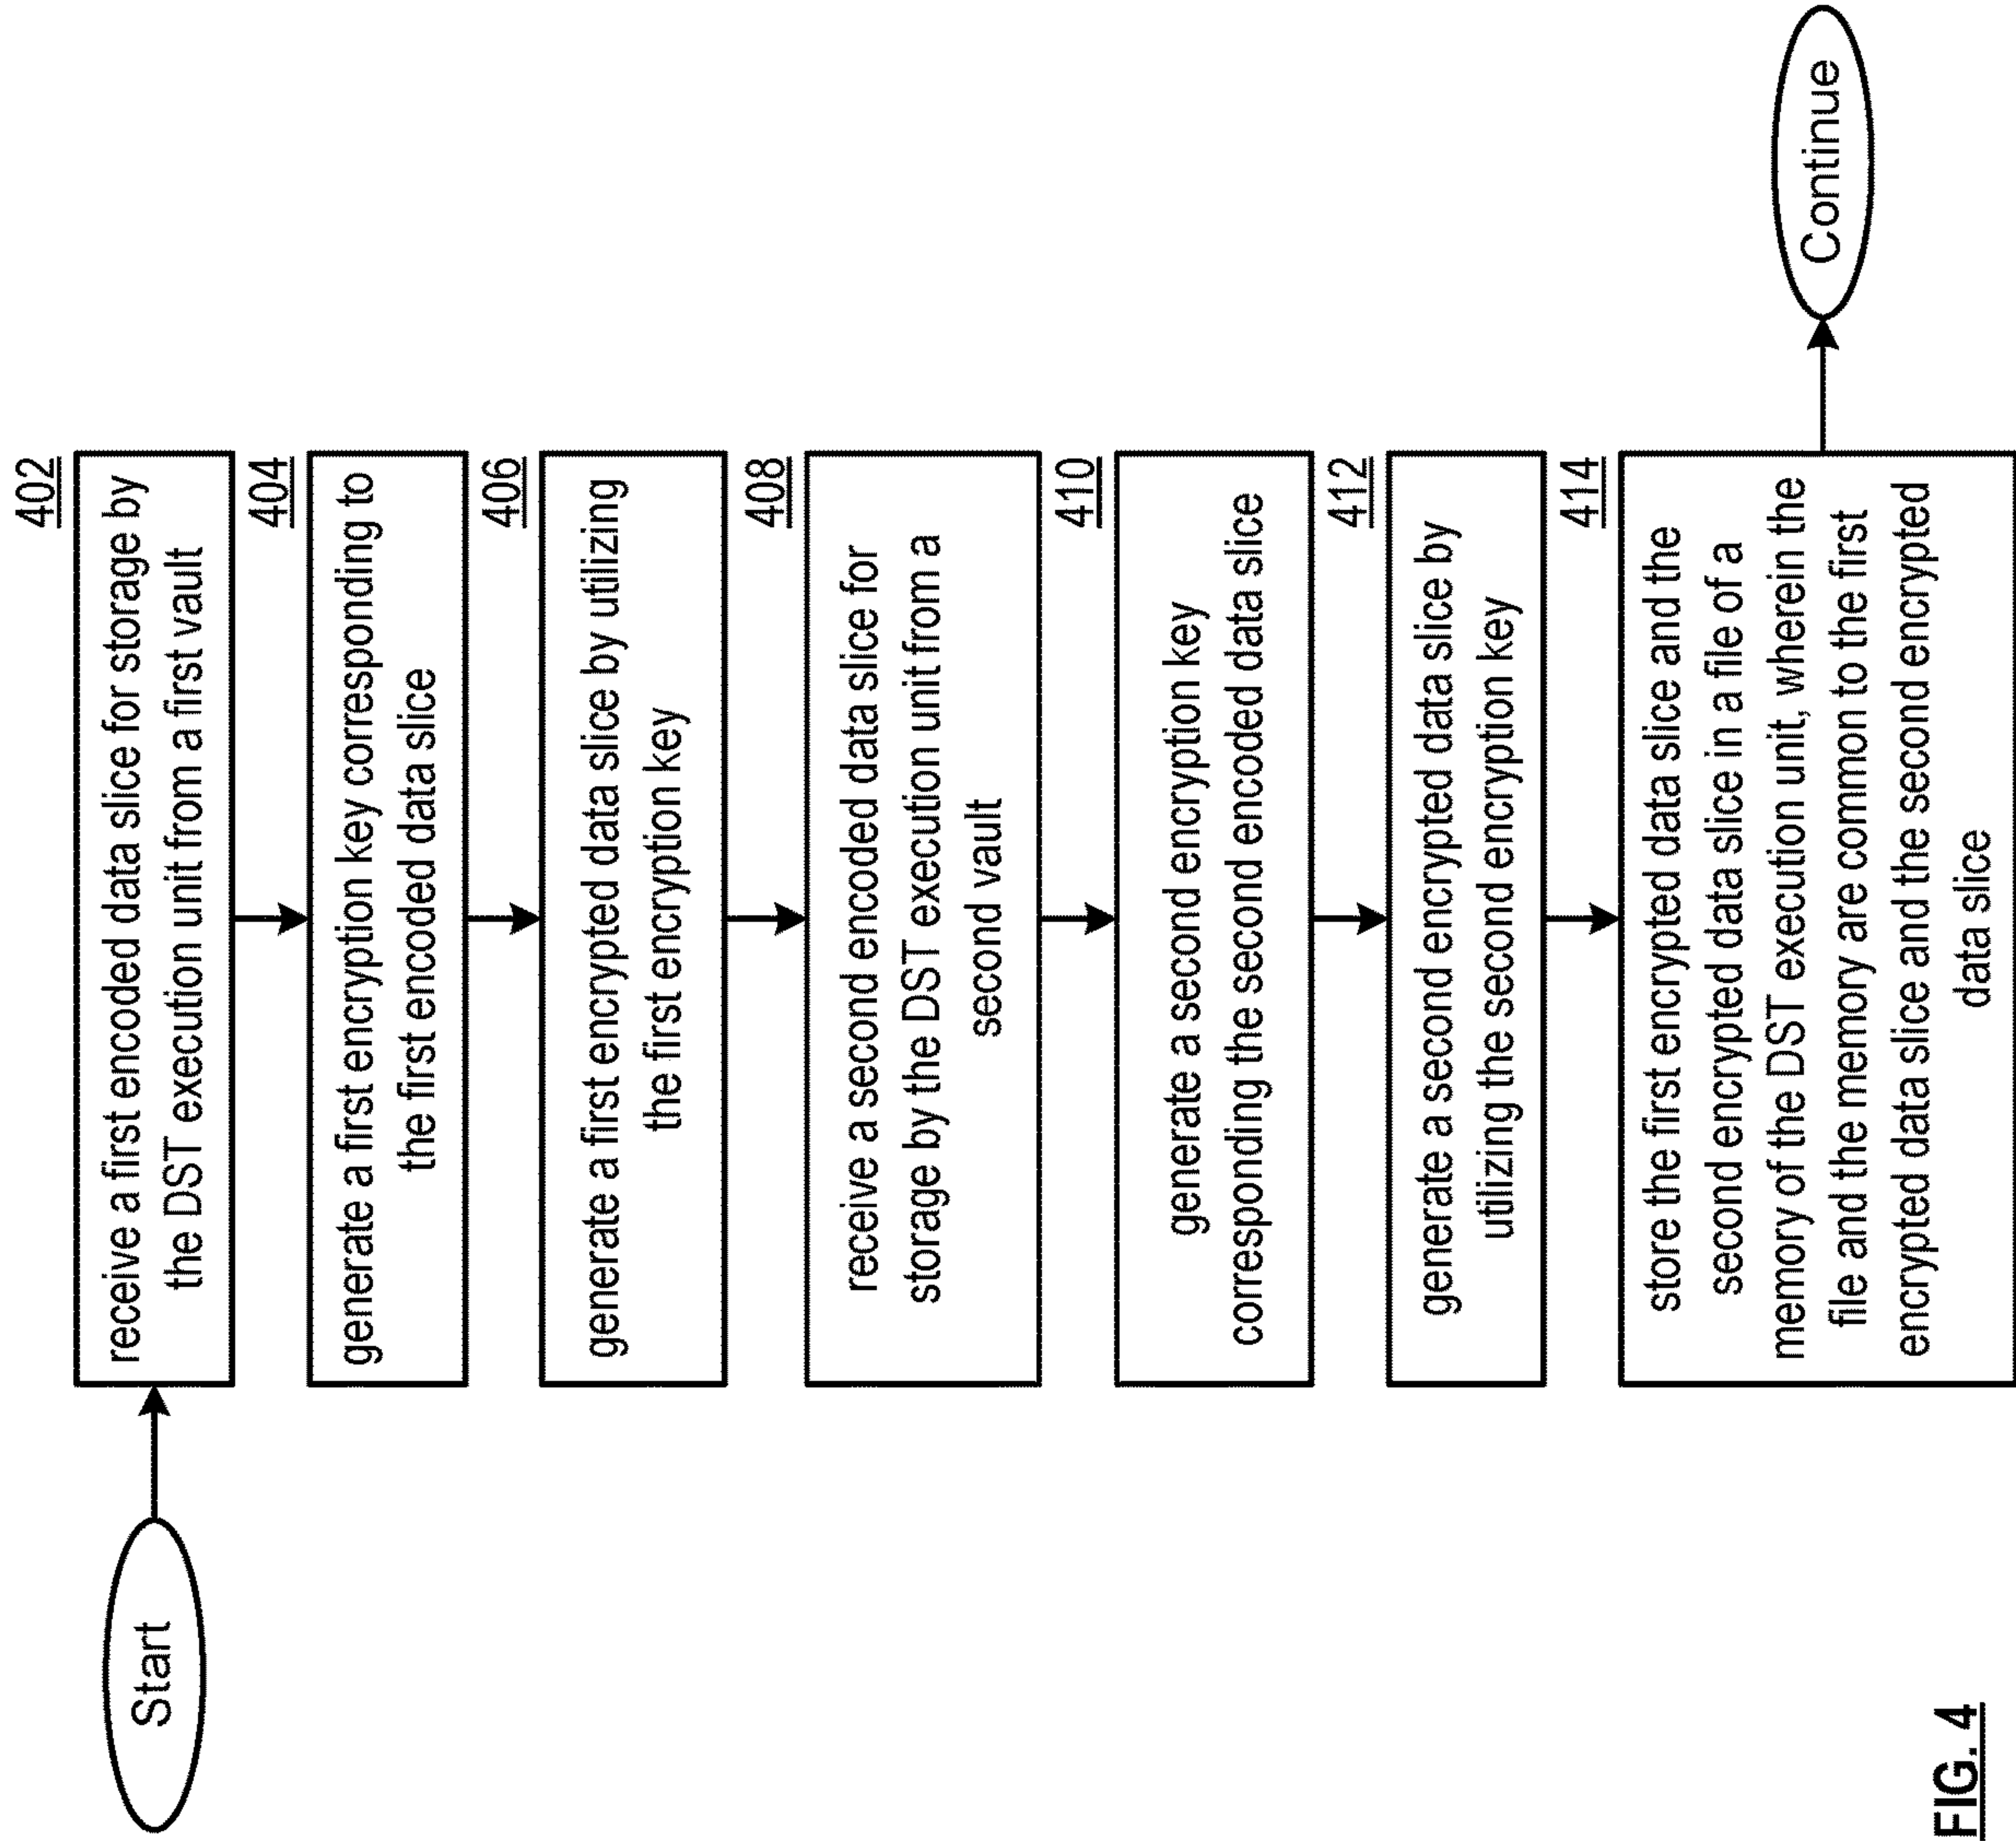 Start
402
receive a first encoded data slice for storage by
the DST execution unit from a first vault
404
generate a first encryption key corresponding to
the first encoded data slice
406
generate a first encrypted data slice by utilizing
the first encryption key
408
receive a second encoded data slice for
storage by the DST execution unit from a
second vault
410
generate a second encryption key
corresponding the second encoded data slice
412
generate a second encrypted data slice by
utilizing the second encryption key
414
store the first encrypted data slice and the
second encrypted data slice in a file of a
memory of the DST execution unit, wherein the
file and the memory are common to the first
encrypted data slice and the second encrypted
data slice
Continue
FIG. 4